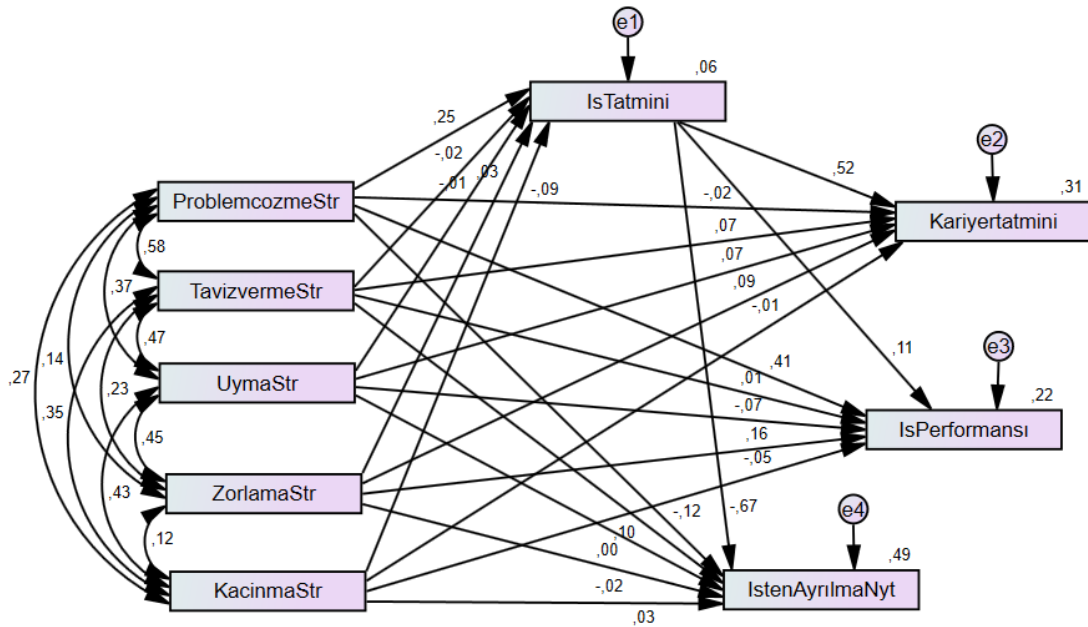 e1
,06
IsTatmini
,25
-,02
-,01
,03
-,09
e2
,52
,31
-,02
Kariyertatmini
,07
,07
,09
-,01
ProblemcozmeStr
,58
,37
TavizvermeStr
,47
,14
,27
,23
,35
UymaStr
,45
,43
ZorlamaStr
,12
KacinmaStr
,11
e3
,41
,01
-,07
,22
IsPerformansı
,16
-,05
-,12
-,67
e4
,10
,00
,49
-,02
IstenAyrılmaNyt
,03